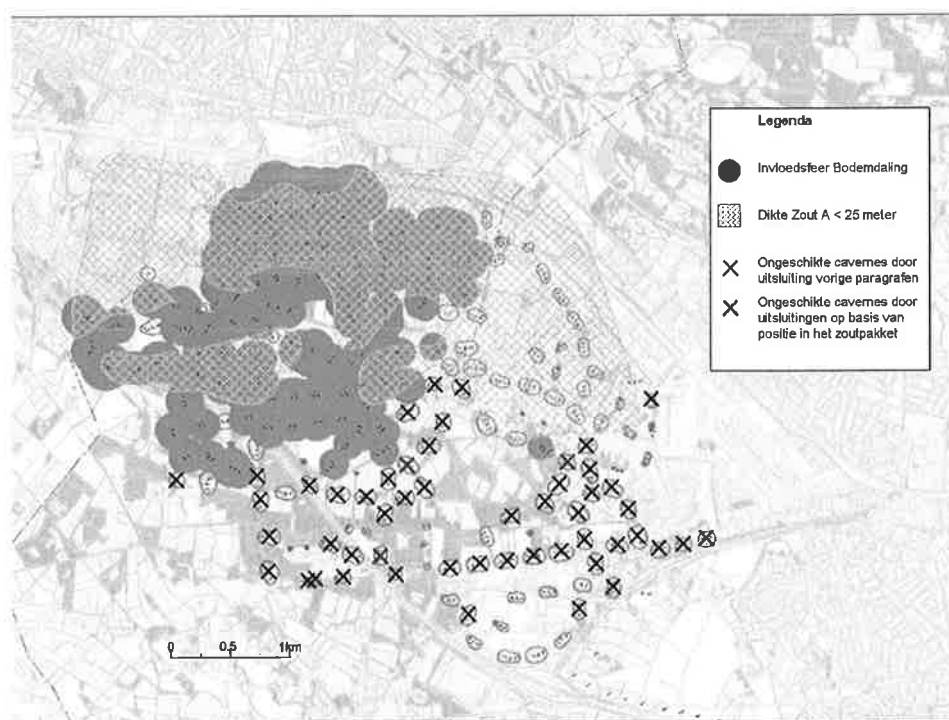 Legenda
Invloedsfeer Bodemdaling
Dikte Zout A < 25 meter
Ongeschikte cavernes door
uitsluiting vorige paragrafen
Ongeschikte cavernes door
uitsluitingen op basis van
positie in het zoutpakket
0 0.5 1km